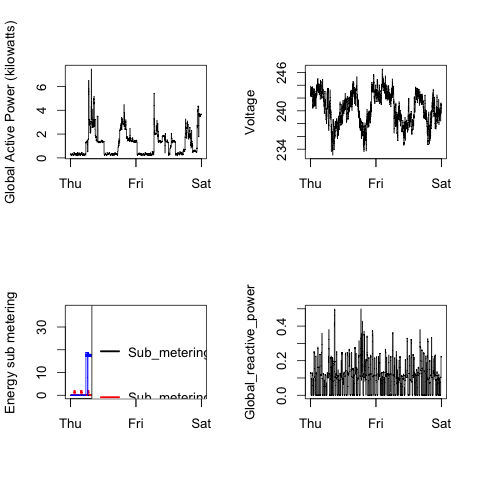 Global Active Power (kilowatts)
6
4
2
0
Thu
Fri
Sat
Voltage
246
240
234
Thu
Fri
Sat
Energy sub metering
30
10
0
Sub_metering
Sub_metering
Thu
Fri
Sat
Global_reactive_power
0.4
0.2
0.0
Thu
Fri
Sat